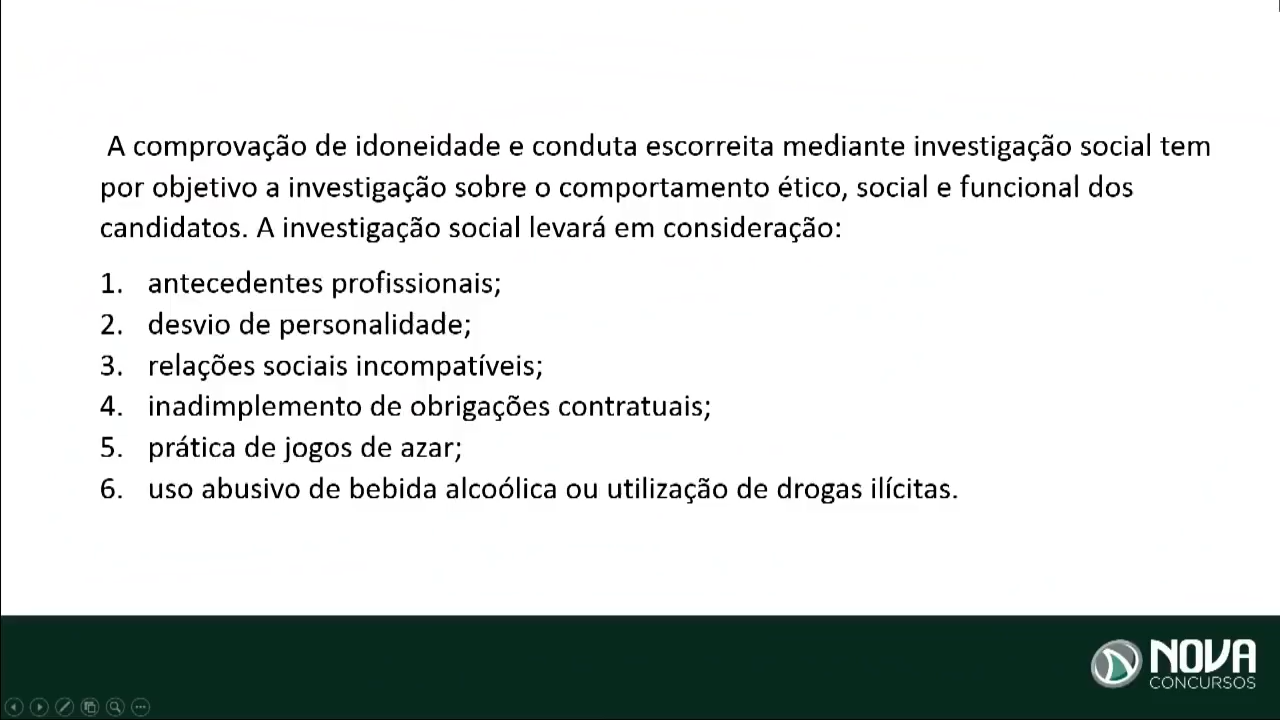 A comprovação de idoneidade e conduta escorreita mediante investigação social tem
por objetivo a investigação sobre o comportamento ético, social e funcional dos
candidatos. A investigação social levará em consideração:
1. antecedentes profissionais;
2. desvio de personalidade;
3. relações sociais incompatíveis;
4. inadimplemento de obrigações contratuais;
5. prática de jogos de azar;
6. uso abusivo de bebida alcoólica ou utilização de drogas ilícitas.
NOVA
CONCURSOS